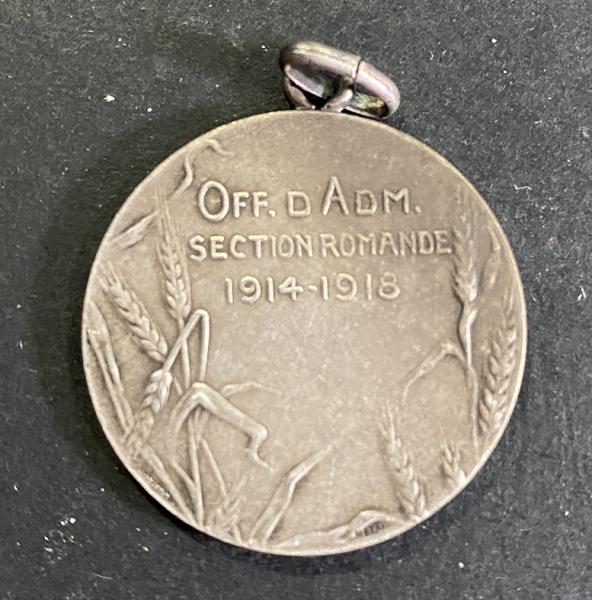 OFF. D'ADM.
SECTION ROMANDE
1914-1918